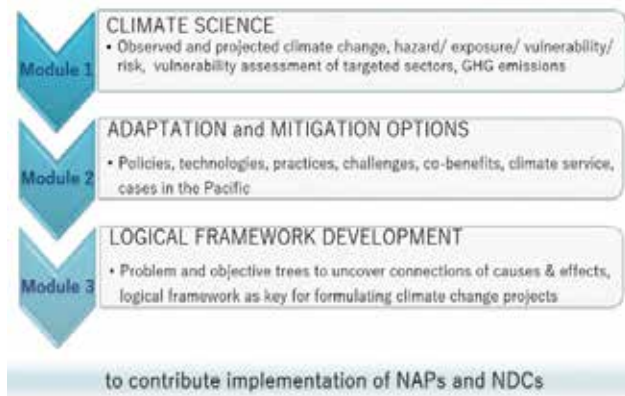 Module 1
CLIMATE SCIENCE
• Observed and projected climate change, hazard/ exposure/ vulnerability/
risk, vulnerability assessment of targeted sectors, GHG emissions
Module 2
ADAPTATION and MITIGATION OPTIONS
• Policies, technologies, practices, challenges, co-benefits, climate service,
cases in the Pacific
Module 3
LOGICAL FRAMEWORK DEVELOPMENT
• Problem and objective trees to uncover connections of causes & effects,
logical framework as key for formulating climate change projects
to contribute implementation of NAPs and NDCs